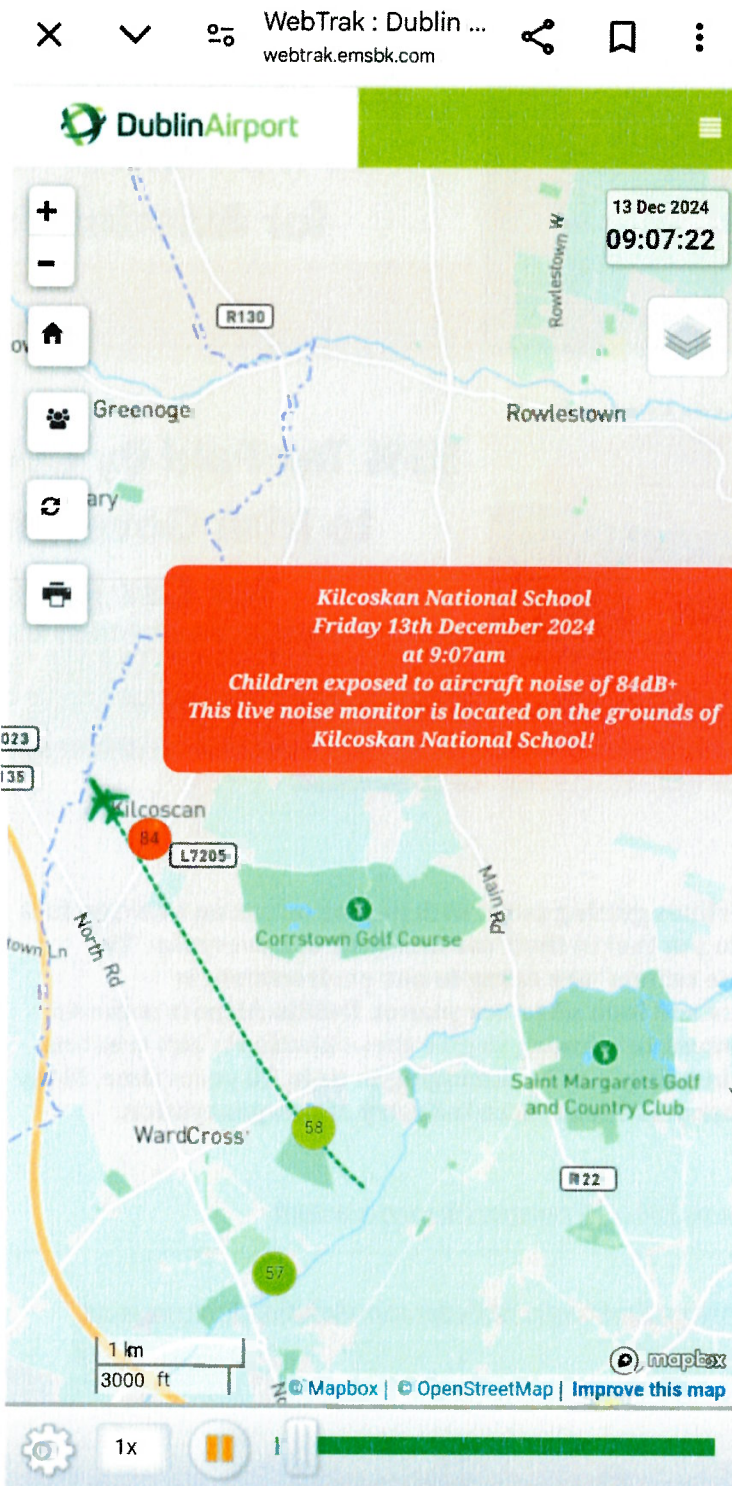 WebTrak : Dublin ...
webtrak.emsbk.com
DublinAirport
13 Dec 2024
09:07:22
+
-
R130
Rowlestown W
Greenoge
Rowlestown
ary
Kilcoskan National School
Friday 13th December 2024
at 9:07am
Children exposed to aircraft noise of 84dB+
This live noise monitor is located on the grounds of
Kilcoskan National School!
023
135
Kilcoscan
84
L7205
Main Rd
North Rd
Corrstown Golf Course
town Ln
Saint Margarets Golf
and Country Club
58
WardCross
R122
57
1 km
3000 ft
mapbox
No
© Mapbox | © OpenStreetMap | Improve this map
1x